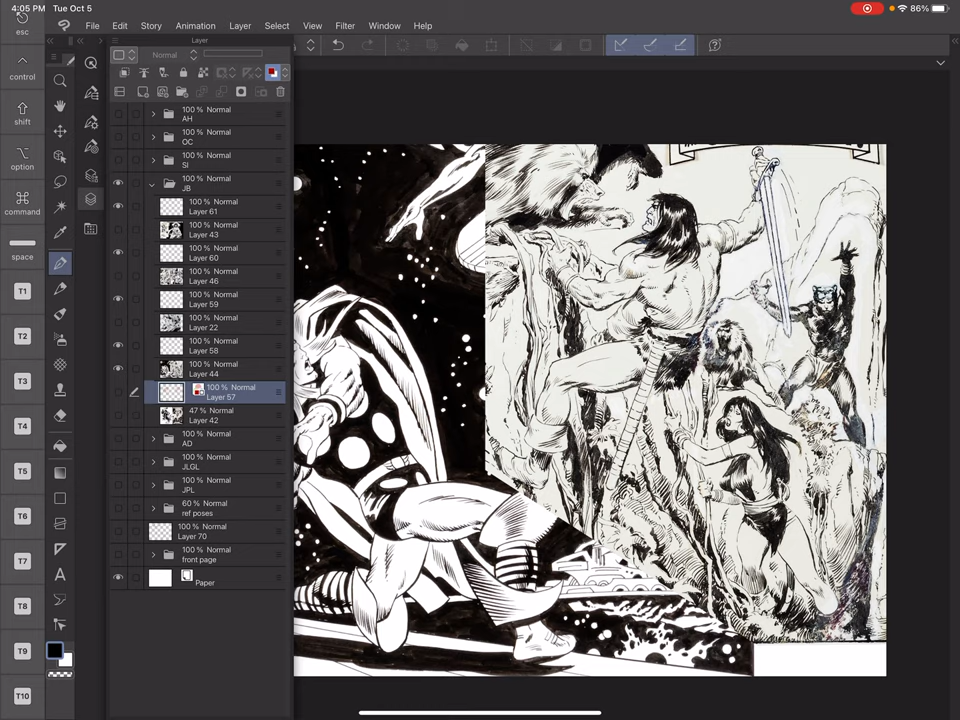 4:05 PM Tue Oct 5
86%
esc
File Edit Story Animation Layer Select View Filter Window Help
Layer
Normal
control
shift
option
command
space
T1
T2
T3
T4
T5
T6
T7
T8
T9
T10
100 % Normal
AH
100 % Normal
OC
100 % Normal
SI
100 % Normal
JB
100 % Normal
Layer 61
100 % Normal
Layer 43
100 % Normal
Layer 60
100 % Normal
Layer 46
100 % Normal
Layer 59
100 % Normal
Layer 22
100 % Normal
Layer 58
100 % Normal
Layer 44
100 % Normal
Layer 57
47 % Normal
Layer 42
100 % Normal
AD
100 % Normal
JLGL
100 % Normal
JPL
60 % Normal
ref poses
100 % Normal
Layer 70
100 % Normal
front page
Paper